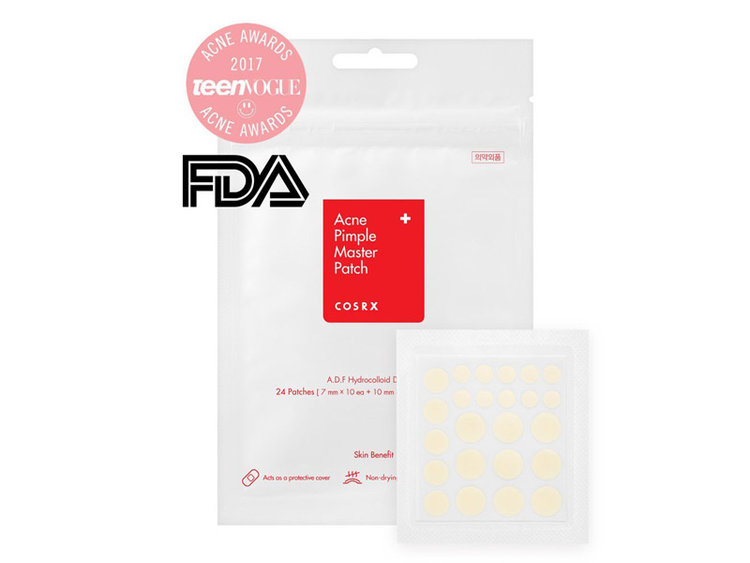 ACNE AWARDS
2017
teenVOGUE
ACNE AWARDS
FDA
의약외품
Acne
Pimple
Master
Patch
COSRX
A.D.F Hydrocolloid
24 Patches [ 7 mm × 10 ea + 10 mm
Skin Benefit
Acts as a protective cover
Non-drying